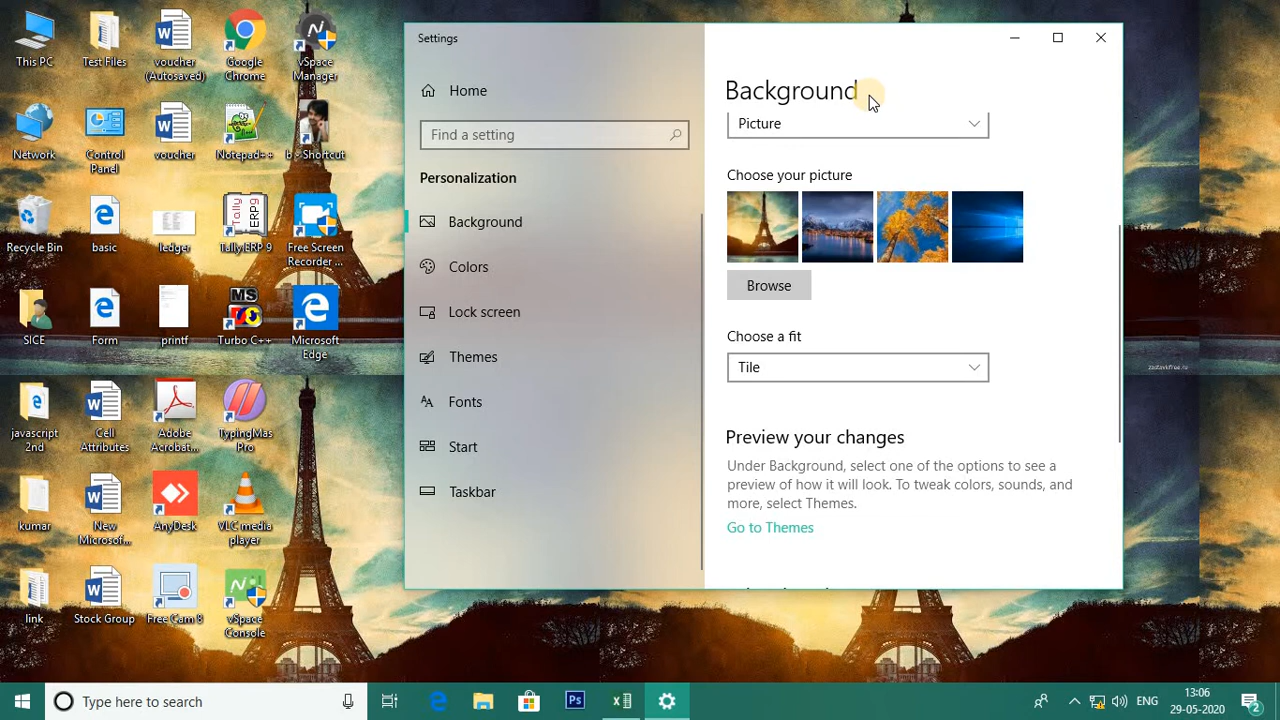 This PC
Test Files
voucher
(Autosaved)
Google
Chrome
vSpace
Manager
Network
Control
Panel
voucher
Notepad++
b - Shortcut
Recycle Bin
basic
ledger
Tally.ERP 9
Free Screen
Recorder ...
SICE
Form
printf
Turbo C++
Microsoft
Edge
javascript
2nd
Cell
Attributes
Adobe
Acrobat...
TypingMas
Pro
kumar
New
Microsof...
AnyDesk
VLC media
player
link
Stock Group
Free Cam 8
vSpace
Console
Settings
Home
Find a setting
Personalization
Background
Colors
Lock screen
Themes
Fonts
Start
Taskbar
Background
Picture
Choose your picture
Browse
Choose a fit
Tile
Preview your changes
Under Background, select one of the options to see a
preview of how it will look. To tweak colors, sounds, and
more, select Themes.
Go to Themes
zastavkifree.ru
Type here to search
Ps
ENG
13:06
29-05-2020
2